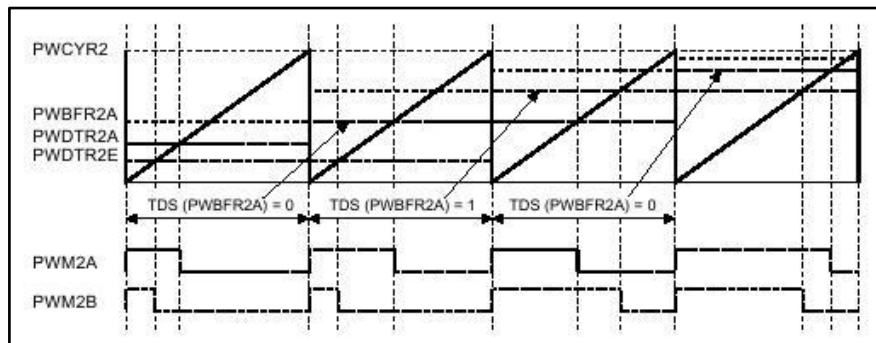 PWCYR2
PWBFR2A
PWDTR2A
PWDTR2E
TDS (PWBFR2A) = 0
TDS (PWBFR2A) = 1
TDS (PWBFR2A) = 0
PWM2A
PWM2B